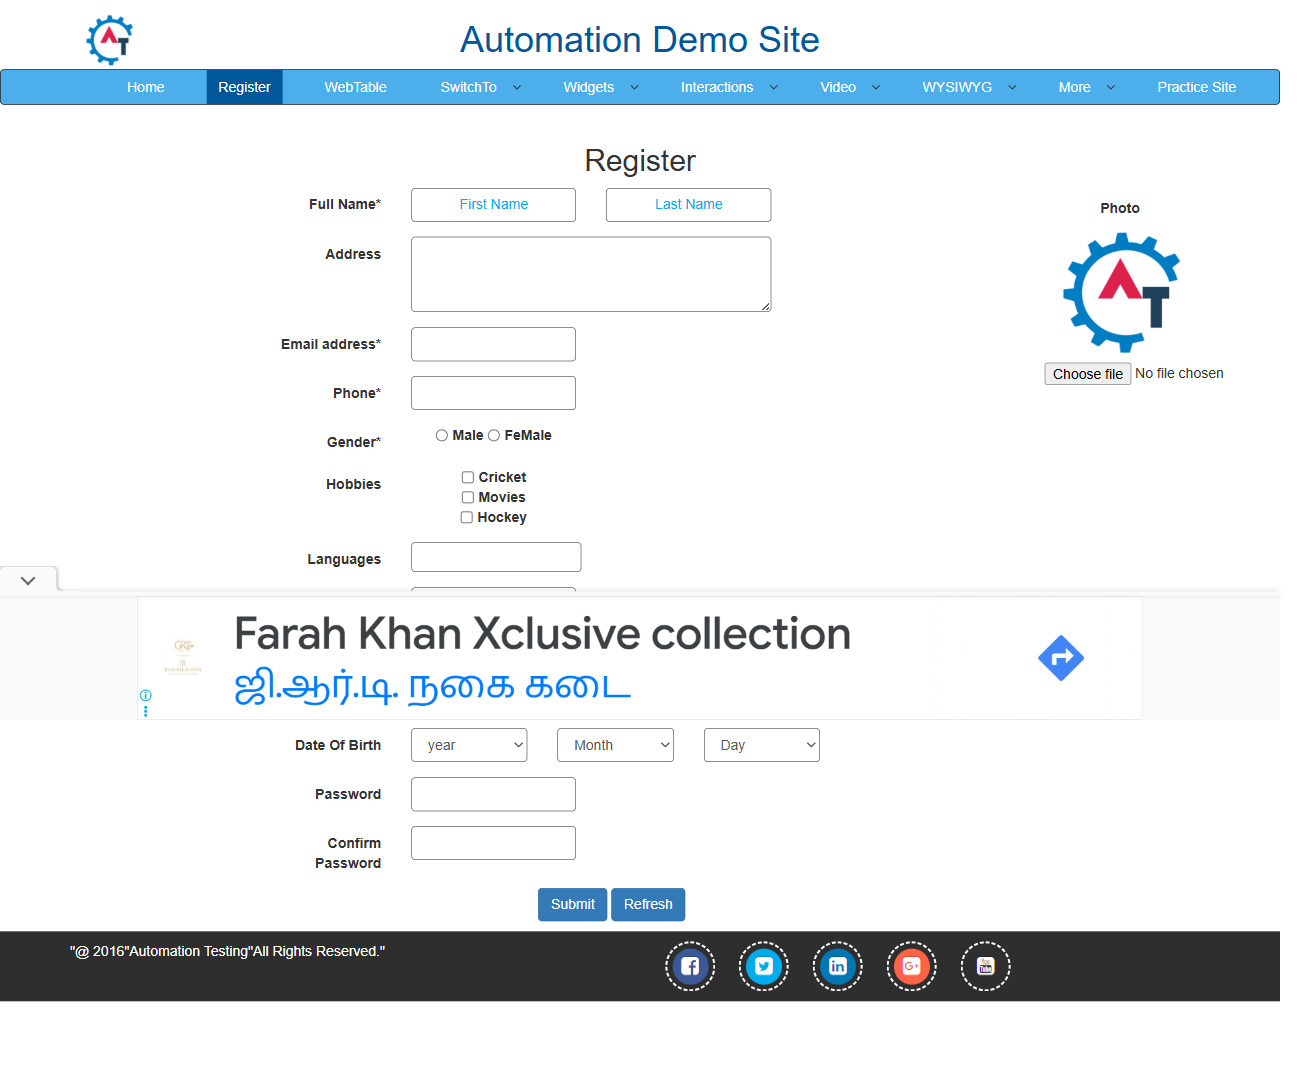 Automation Demo Site
Home Register WebTable SwitchTo Widgets Interactions Video WYSIWYG More Practice Site
Register
Full Name* First Name Last Name
Photo
Address
Email address*
Phone*
Choose file No file chosen
Gender* Male FeMale
Hobbies Cricket
Movies
Hockey
Languages
Farah Khan Xclusive collection
ஜி.ஆர்.டி. நகை கடை
Date Of Birth year Month Day
Password
Confirm
Password
Submit Refresh
"@ 2016"Automation Testing"All Rights Reserved."